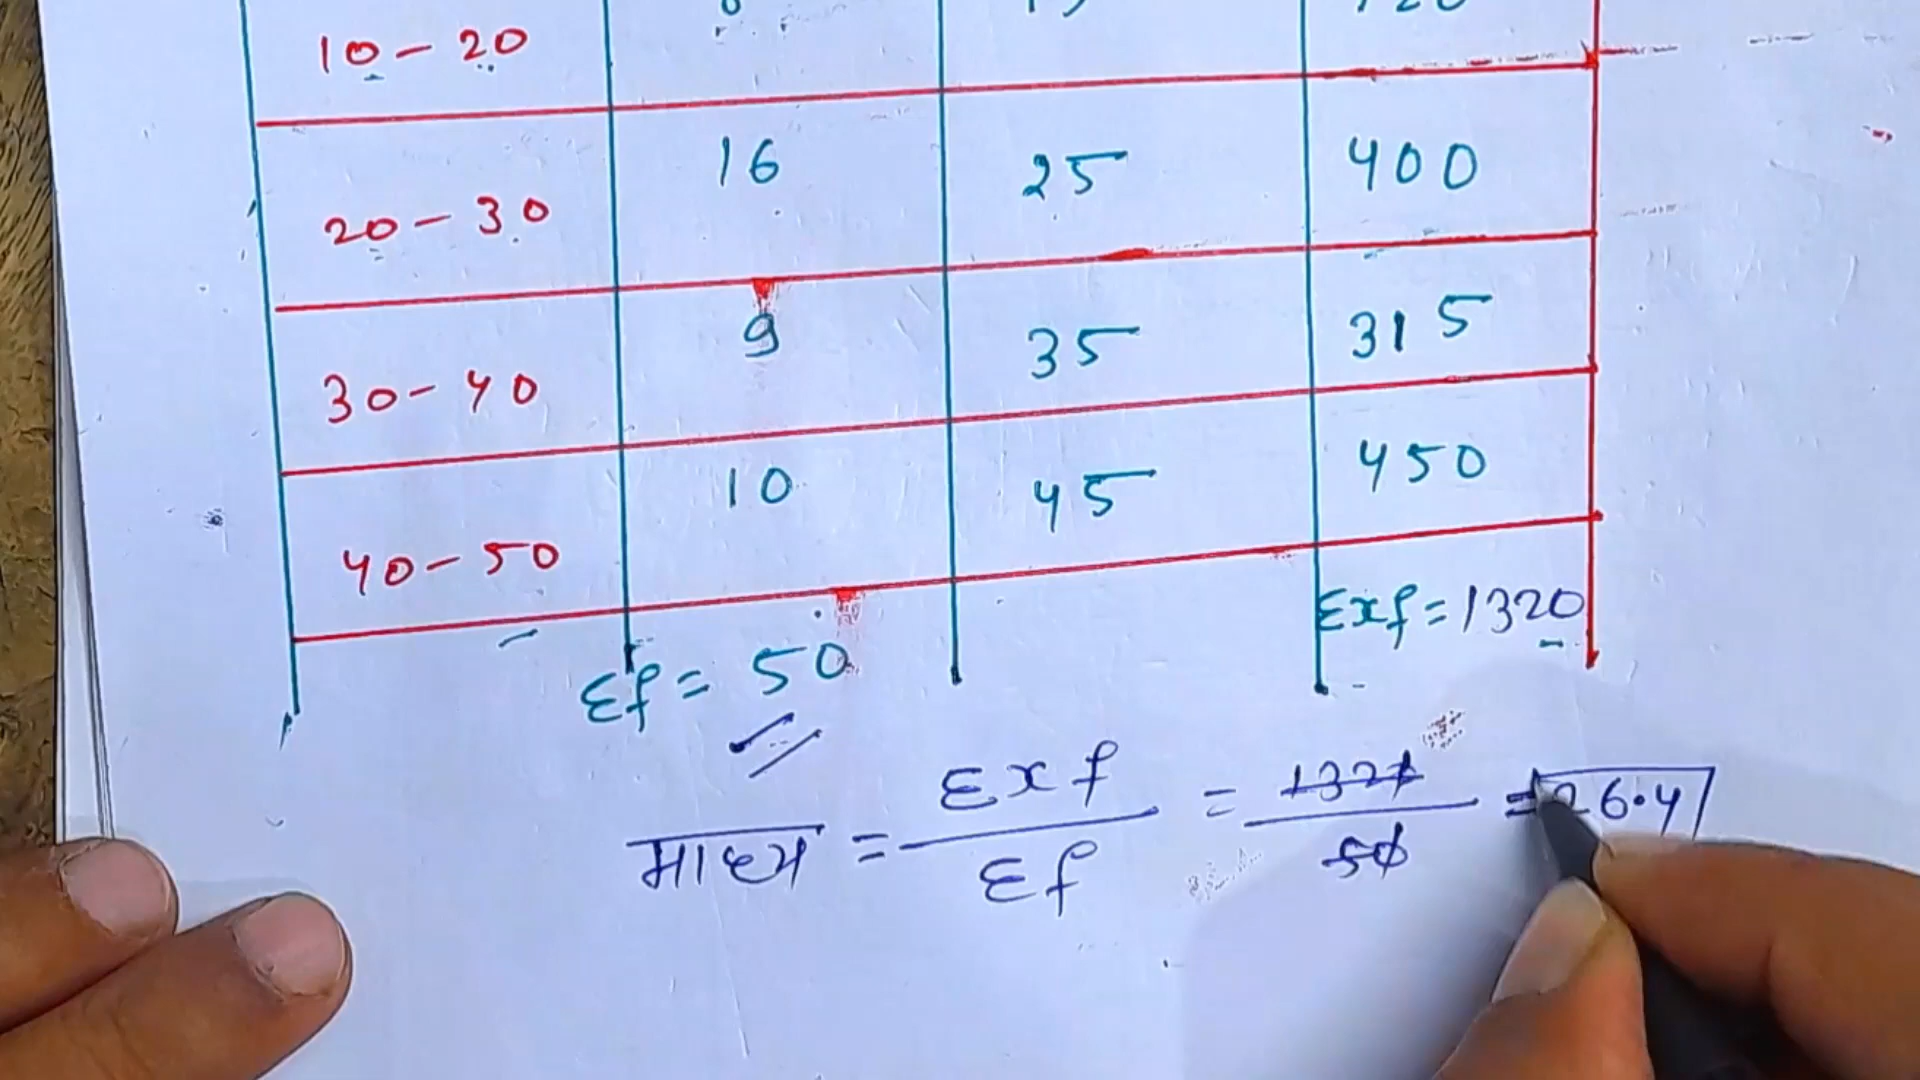 10 - 20
16 25 400
20 - 30
9 35 315
30 - 40
10 45 450
40 - 50
Σxf = 1320
Σf = 50
माध्य = Σxf / Σf = 1320 / 50 = 26.4